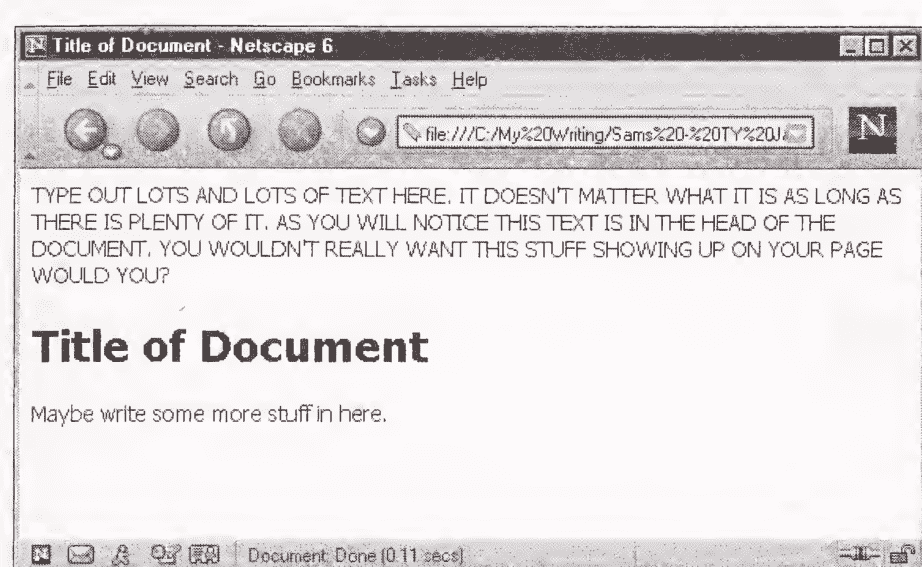 N Title of Document - Netscape 6
File Edit View Search Go Bookmarks Tasks Help
file:///C:/My%20Writing/Sams%20-%20TY%20JA
N
TYPE OUT LOTS AND LOTS OF TEXT HERE. IT DOESN'T MATTER WHAT IT IS AS LONG AS
THERE IS PLENTY OF IT. AS YOU WILL NOTICE THIS TEXT IS IN THE HEAD OF THE
DOCUMENT. YOU WOULDN'T REALLY WANT THIS STUFF SHOWING UP ON YOUR PAGE
WOULD YOU?
Title of Document
Maybe write some more stuff in here.
N Document: Done (0.11 secs)